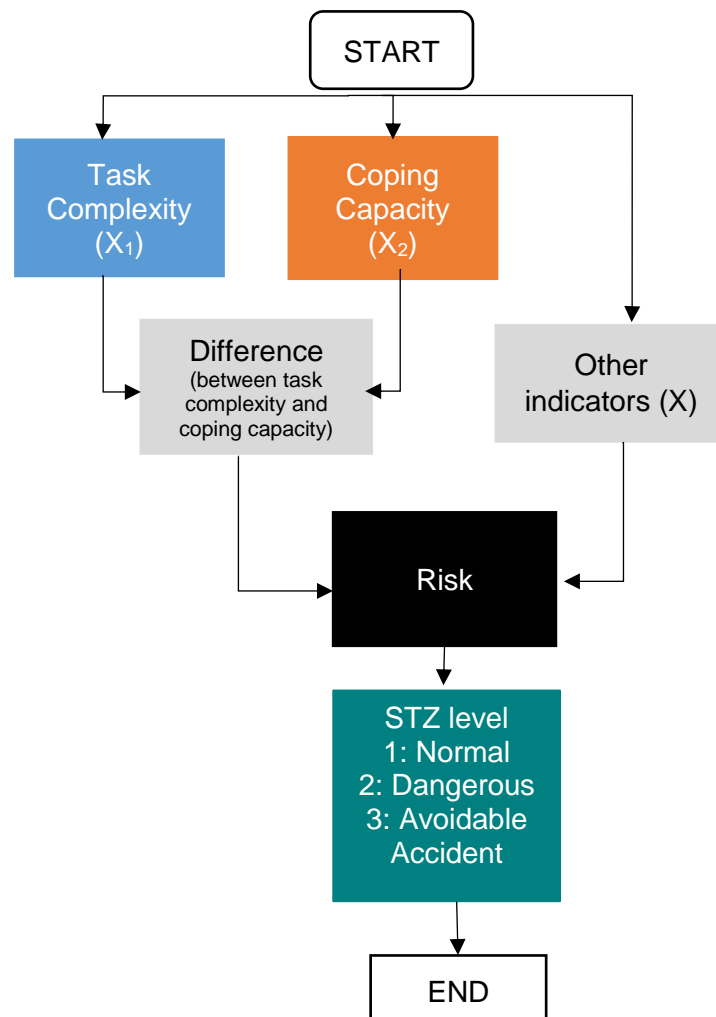 START
Task
Complexity
(X₁)
Coping
Capacity
(X₂)
Difference
(between task
complexity and
coping capacity)
Other
indicators (X)
Risk
STZ level
1: Normal
2: Dangerous
3: Avoidable
Accident
END